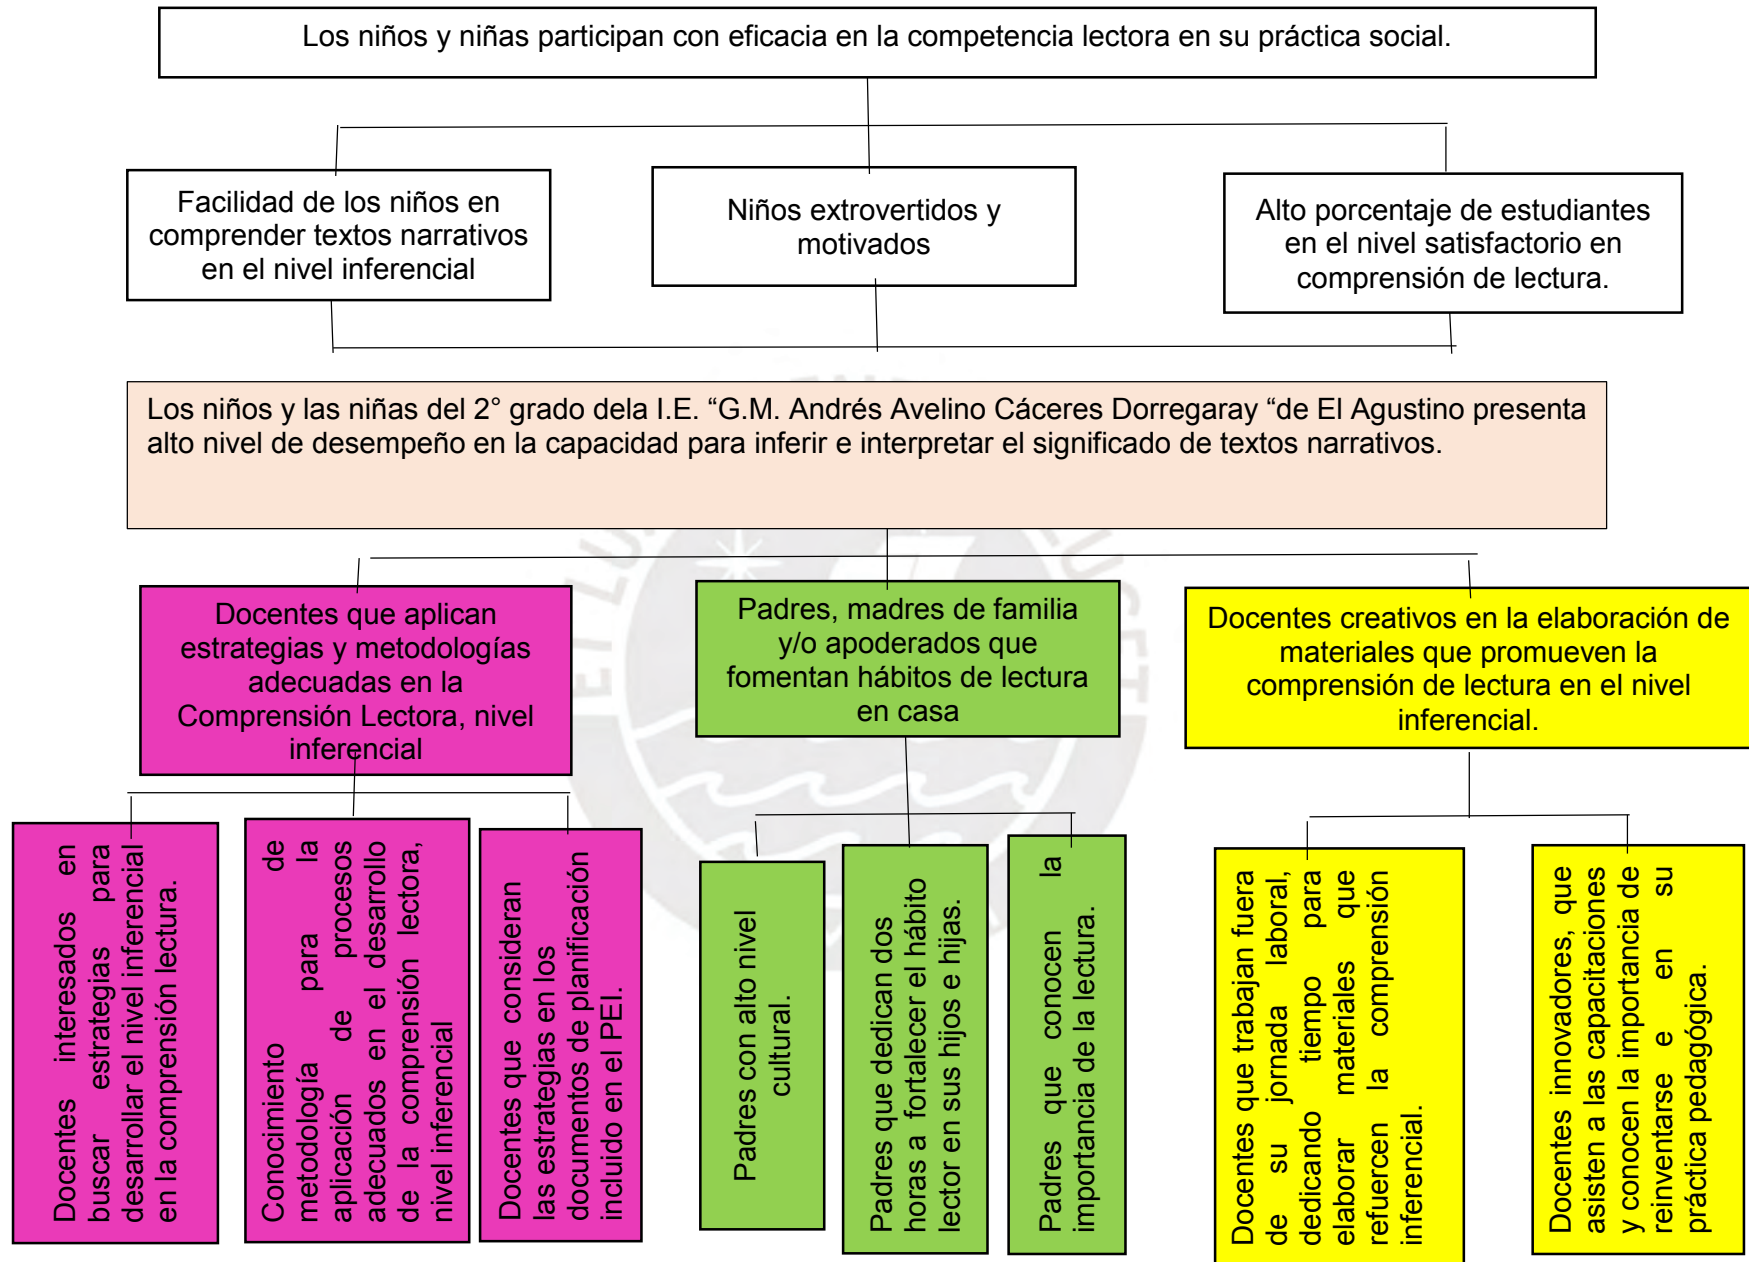 Los niños y niñas participan con eficacia en la competencia lectora en su práctica social.
Facilidad de los niños en
comprender textos narrativos
en el nivel inferencial
Niños extrovertidos y
motivados
Alto porcentaje de estudiantes
en el nivel satisfactorio en
comprensión de lectura.
Los niños y las niñas del 2° grado dela I.E. “G.M. Andrés Avelino Cáceres Dorregaray “de El Agustino presenta
alto nivel de desempeño en la capacidad para inferir e interpretar el significado de textos narrativos.
Docentes que aplican
estrategias y metodologías
adecuadas en la
Comprensión Lectora, nivel
inferencial
Padres, madres de familia
y/o apoderados que
fomentan hábitos de lectura
en casa
Docentes creativos en la elaboración de
materiales que promueven la
comprensión de lectura en el nivel
inferencial.
Docentes interesados en
buscar estrategias para
desarrollar el nivel inferencial
en la comprensión lectura.
Conocimiento de
metodología para la
aplicación de procesos
adecuados en el desarrollo
de la comprensión lectora,
nivel inferencial
Docentes que consideran
las estrategias en los
documentos de planificación
incluido en el PEI.
Padres con alto nivel
cultural.
Padres que dedican dos
horas a fortalecer el hábito
lector en sus hijos e hijas.
Padres que conocen la
importancia de la lectura.
Docentes que trabajan fuera
de su jornada laboral,
dedicando tiempo para
elaborar materiales que
refuercen la comprensión
inferencial.
Docentes innovadores, que
asisten a las capacitaciones
y conocen la importancia de
reinventarse e en su
práctica pedagógica.